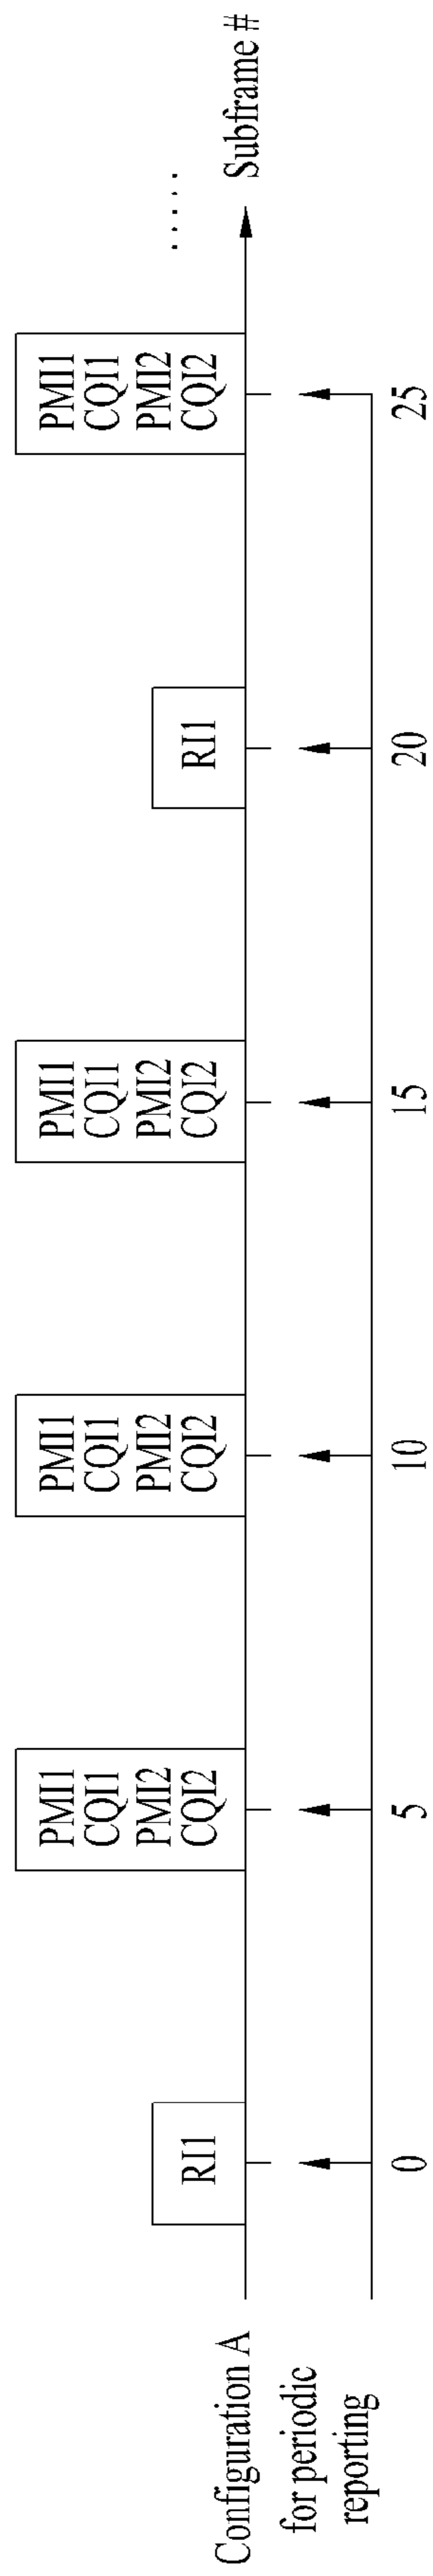 RI1
PMI1
CQI1
PMI2
CQI2
PMI1
CQI1
PMI2
CQI2
PMI1
CQI1
PMI2
CQI2
RI1
PMI1
CQI1
PMI2
CQI2
.....
Configuration A
for periodic
reporting
Subframe #
0
5
10
15
20
25